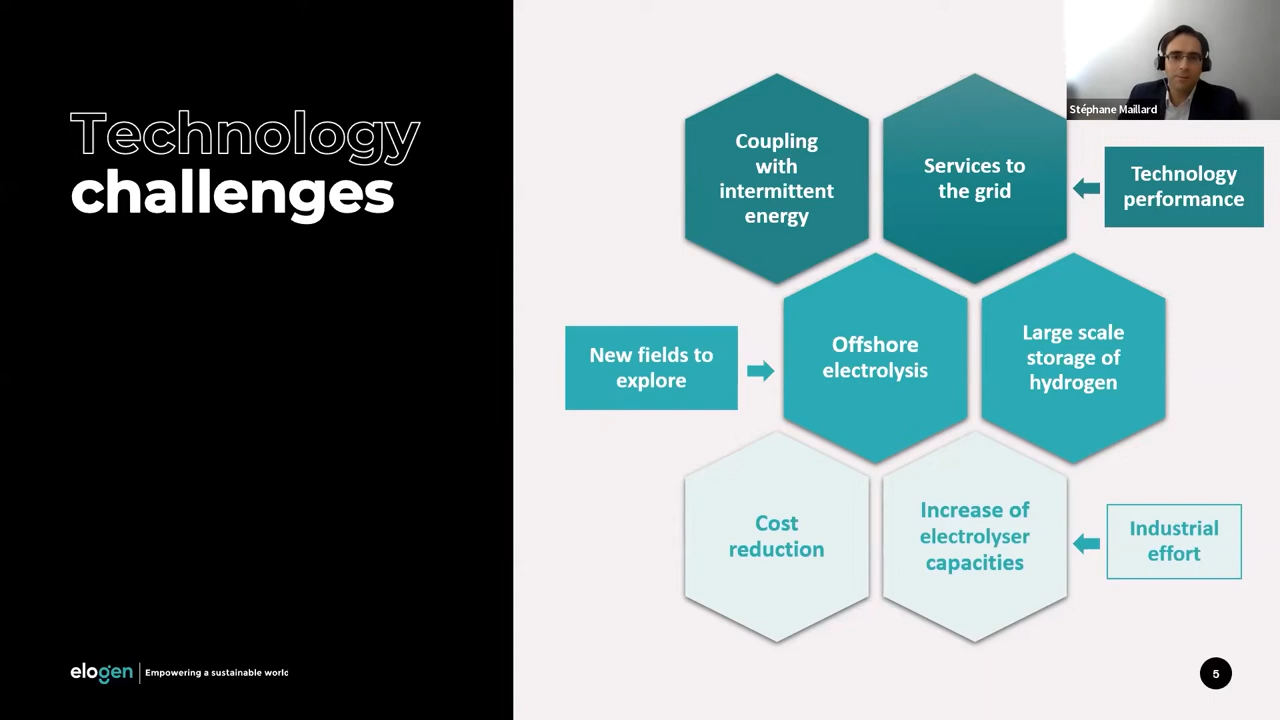 Technology
challenges
Coupling
with
intermittent
energy
Services to
the grid
Stéphane Maillard
Technology
performance
New fields to
explore
Offshore
electrolysis
Large scale
storage of
hydrogen
Cost
reduction
Increase of
electrolyser
capacities
Industrial
effort
elogen
Empowering a sustainable world
5